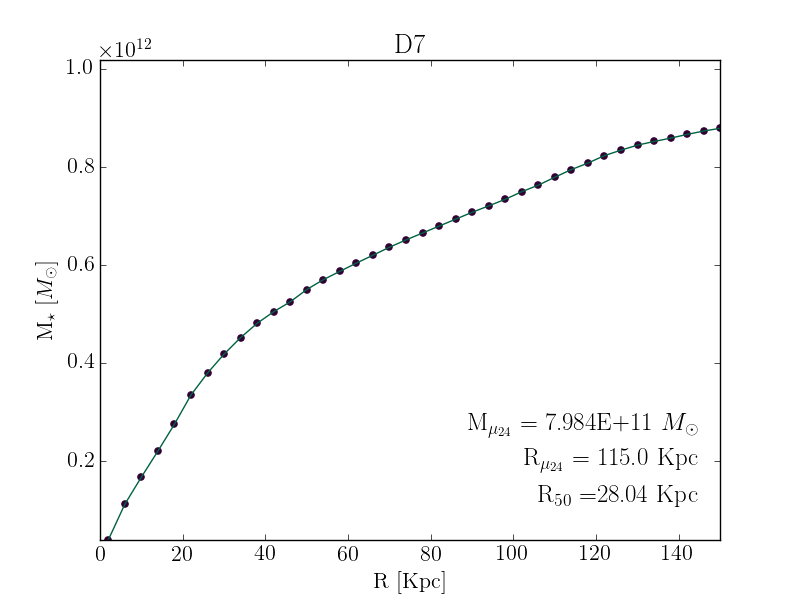 D7
×10¹²
1.0
0.8
0.6
0.4
0.2
M⋆ [M⊙]
M_μ₂₄ = 7.984E+11 M⊙
R_μ₂₄ = 115.0 Kpc
R₅₀ =28.04 Kpc
0 20 40 60 80 100 120 140
R [Kpc]